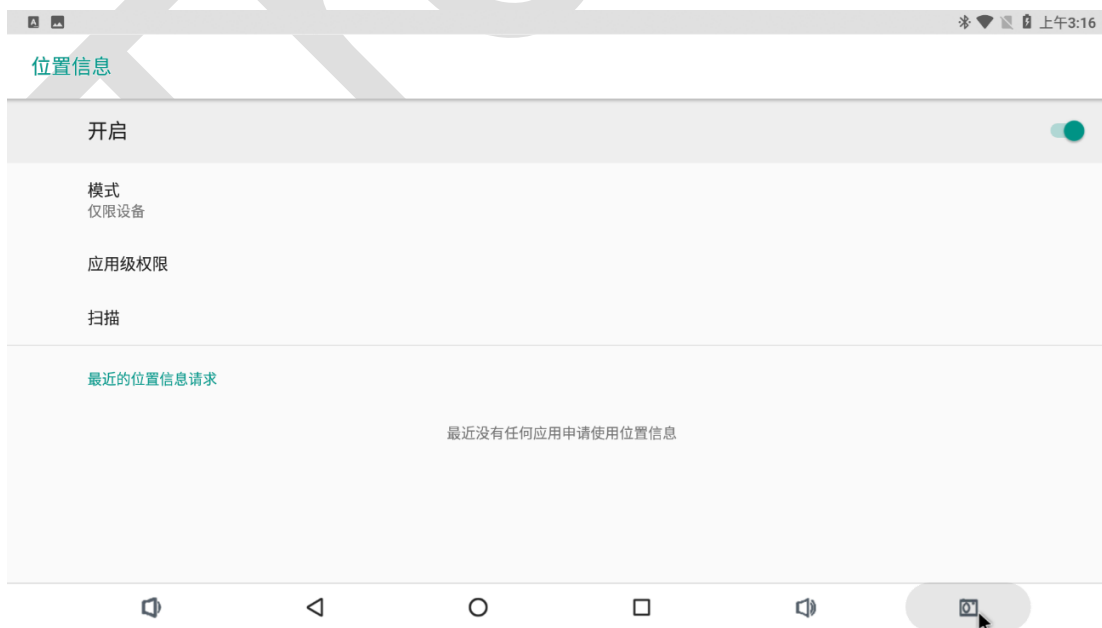 上午3:16
位置信息
开启
模式
仅限设备
应用级权限
扫描
最近的位置信息请求
最近没有任何应用申请使用位置信息